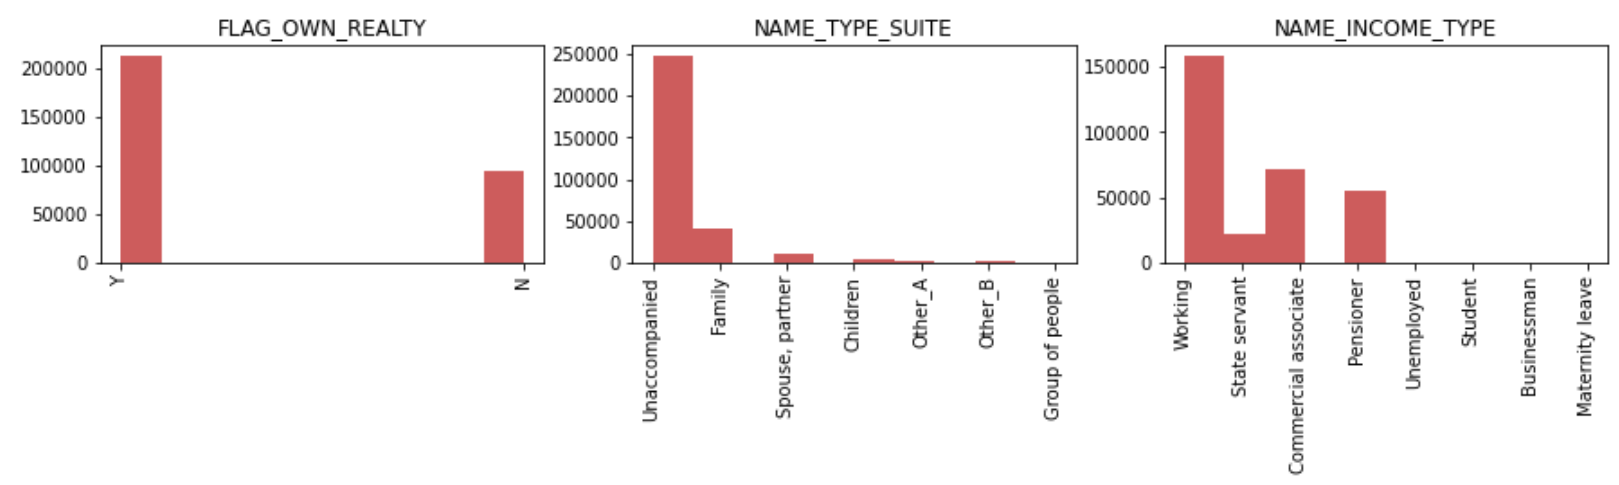 FLAG_OWN_REALTY
200000
150000
100000
50000
0
Y
N
NAME_TYPE_SUITE
250000
200000
150000
100000
50000
0
Unaccompanied
Family
Spouse, partner
Children
Other_A
Other_B
Group of people
NAME_INCOME_TYPE
150000
100000
50000
0
Working
State servant
Commercial associate
Pensioner
Unemployed
Student
Businessman
Maternity leave